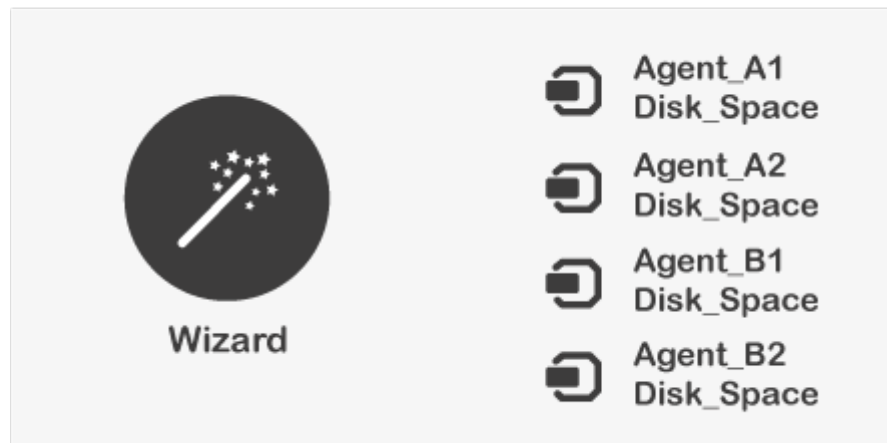 Agent_A1
Disk_Space
Agent_A2
Disk_Space
Agent_B1
Disk_Space
Agent_B2
Disk_Space
Wizard